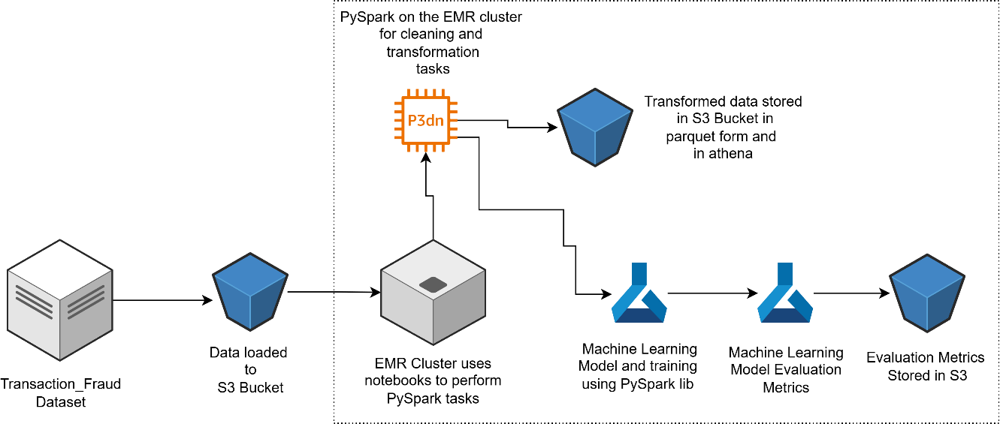 PySpark on the EMR cluster
for cleaning and
transformation
tasks
P3dn
Transformed data stored
in S3 Bucket in
parquet form and
in athena
Transaction_Fraud
Dataset
Data loaded
to
S3 Bucket
EMR Cluster uses
notebooks to perform
PySpark tasks
Machine Learning
Model and training
using PySpark lib
Machine Learning
Model Evaluation
Metrics
Evaluation Metrics
Stored in S3